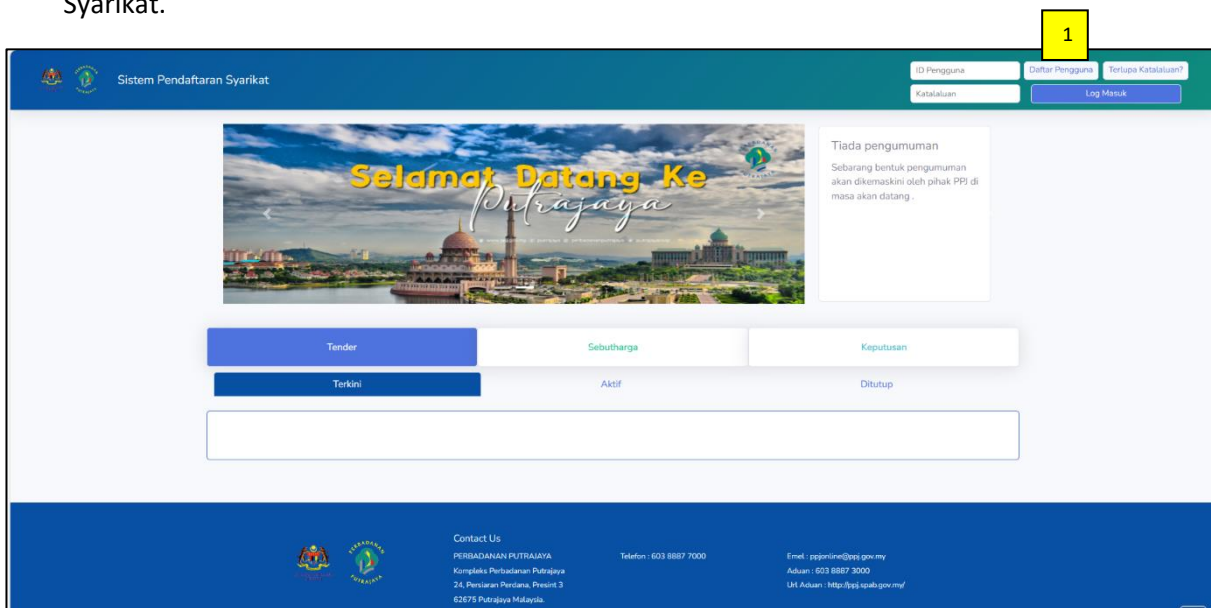 Syarikat.
1
Sistem Pendaftaran Syarikat
ID Pengguna
Daftar Pengguna
Terlupa Katalaluan?
Katalaluan
Log Masuk
Selamat Datang Ke
Putrajaya
Tiada pengumuman
Sebarang bentuk pengumuman
akan dikemaskini oleh pihak PPJ di
masa akan datang .
Tender
Sebutharga
Keputusan
Terkini
Aktif
Ditutup
Contact Us
PERBADANAN PUTRAJAYA
Kompleks Perbadanan Putrajaya
24, Persiaran Perdana, Presint 3
62675 Putrajaya Malaysia.
Telefon : 603 8887 7000
Emel : ppjonline@ppj.gov.my
Aduan : 603 8887 3000
Url Aduan : http://ppj.spab.gov.my/
PERBADANAN
PUTRAJAYA